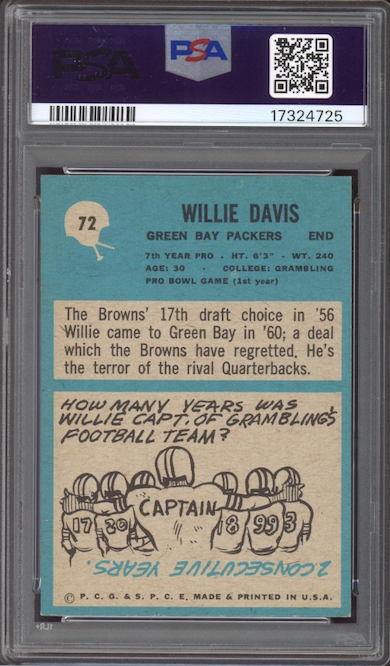 PSA
PSA
17324725
72
WILLIE DAVIS
GREEN BAY PACKERS END
7th YEAR PRO - HT. 6'3" - WT. 240
AGE: 30 - COLLEGE: GRAMBLING
PRO BOWL GAME (1st year)
The Browns' 17th draft choice in '56
Willie came to Green Bay in '60; a deal
which the Browns have regretted. He's
the terror of the rival Quarterbacks.
HOW MANY YEARS WAS
WILLIE CAPT. OF GRAMBLING'S
FOOTBALL TEAM?
CAPTAIN
17 30 18 99 3
2 CONSECUTIVE YEARS.
© P. C. G. & S. P. C. E. MADE & PRINTED IN U.S.A.